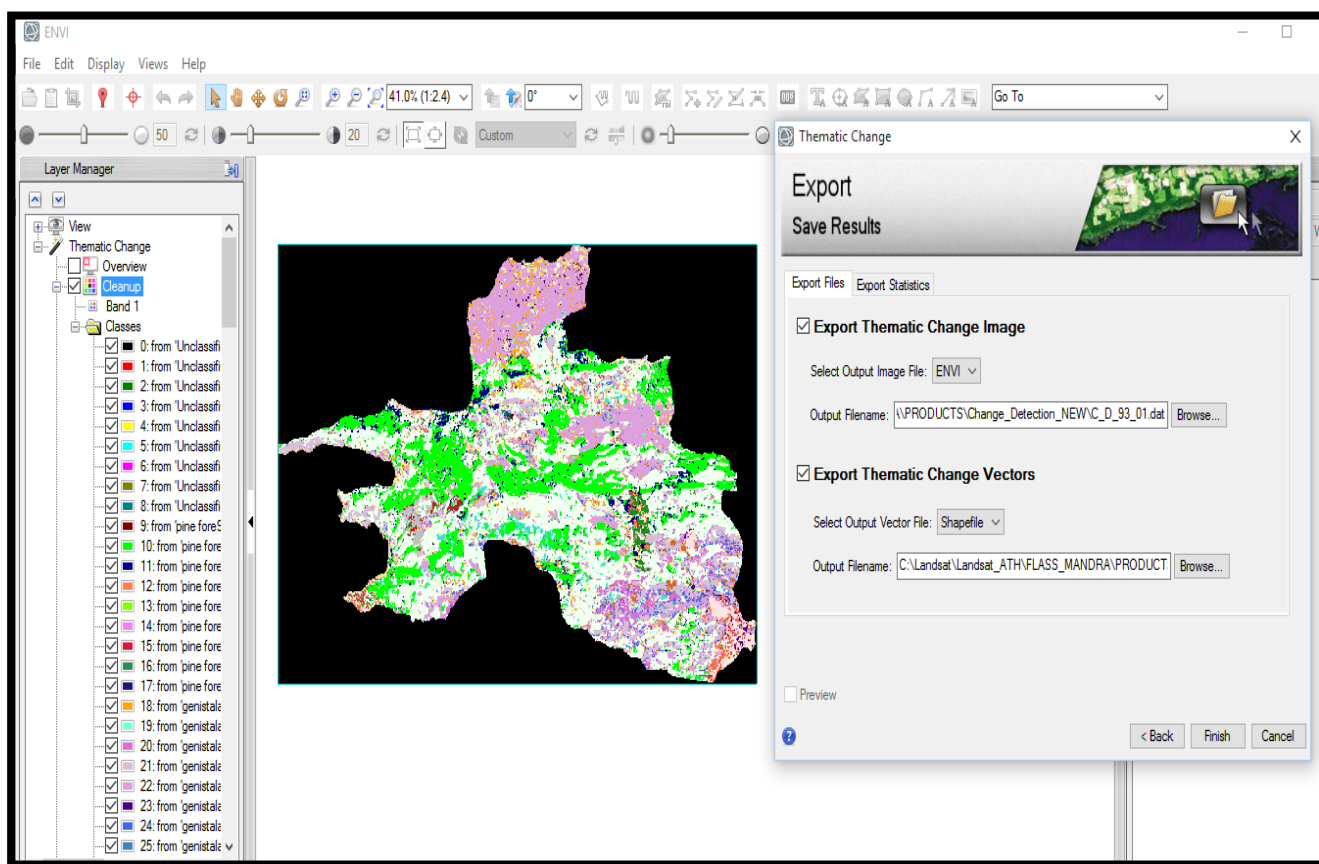 ENVI
File Edit Display Views Help
41.0% (1:2.4) 0° Go To
50 20 Custom
Layer Manager
View
Thematic Change
Overview
Cleanup
Band 1
Classes
0: from 'Unclassifi
1: from 'Unclassifi
2: from 'Unclassifi
3: from 'Unclassifi
4: from 'Unclassifi
5: from 'Unclassifi
6: from 'Unclassifi
7: from 'Unclassifi
8: from 'Unclassifi
9: from 'pine fore
10: from 'pine fore
11: from 'pine fore
12: from 'pine fore
13: from 'pine fore
14: from 'pine fore
15: from 'pine fore
16: from 'pine fore
17: from 'pine fore
18: from 'genistala
19: from 'genistala
20: from 'genistala
21: from 'genistala
22: from 'genistala
23: from 'genistala
24: from 'genistala
25: from 'genistala
Thematic Change
Export
Save Results
Export Files Export Statistics
Export Thematic Change Image
Select Output Image File: ENVI
Output Filename: \PRODUCTS\Change_Detection_NEW\C_D_93_01.dat Browse...
Export Thematic Change Vectors
Select Output Vector File: Shapefile
Output Filename: C:\Landsat\Landsat_ATH\FLASS_MANDRA\PRODUCT Browse...
Preview
< Back Finish Cancel